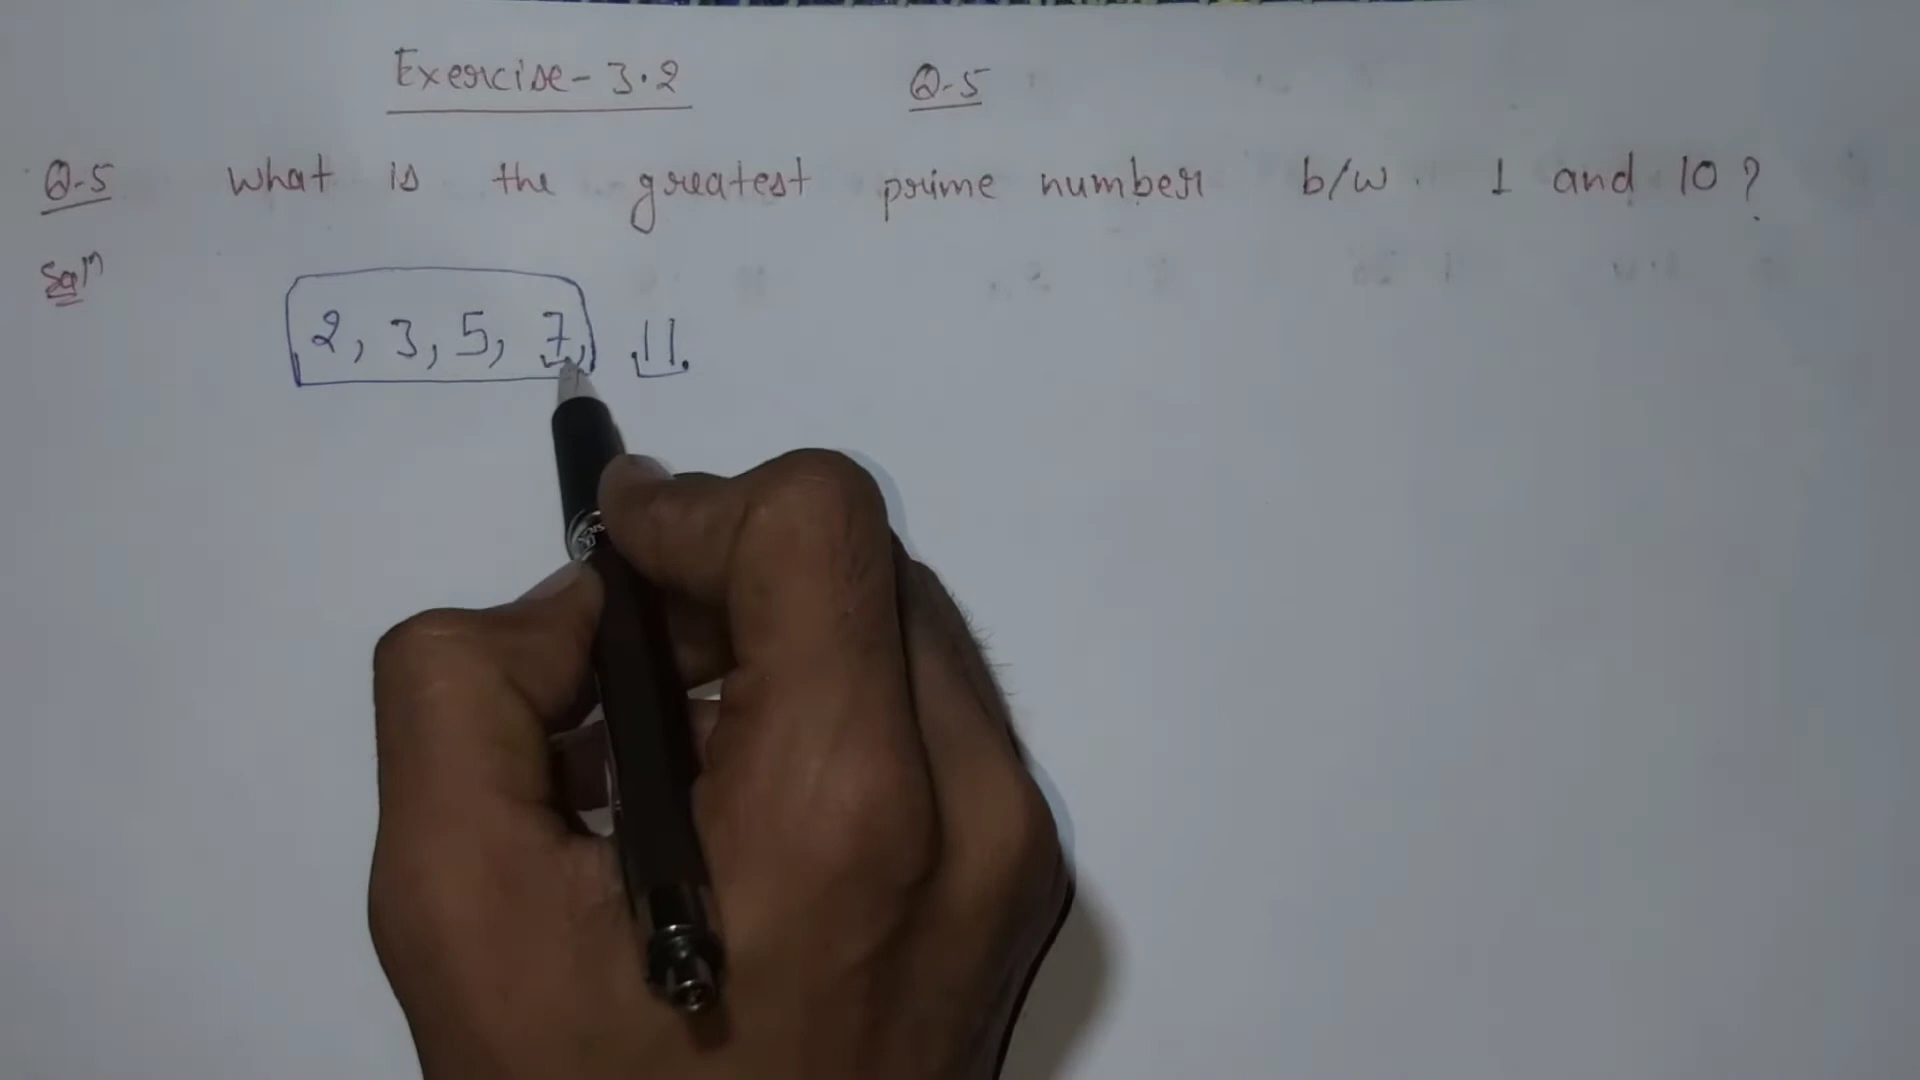 Exercise-3.2 Q-5
Q-5 What is the greatest prime number b/w. 1 and 10?
Solⁿ
2, 3, 5, 7, 11.